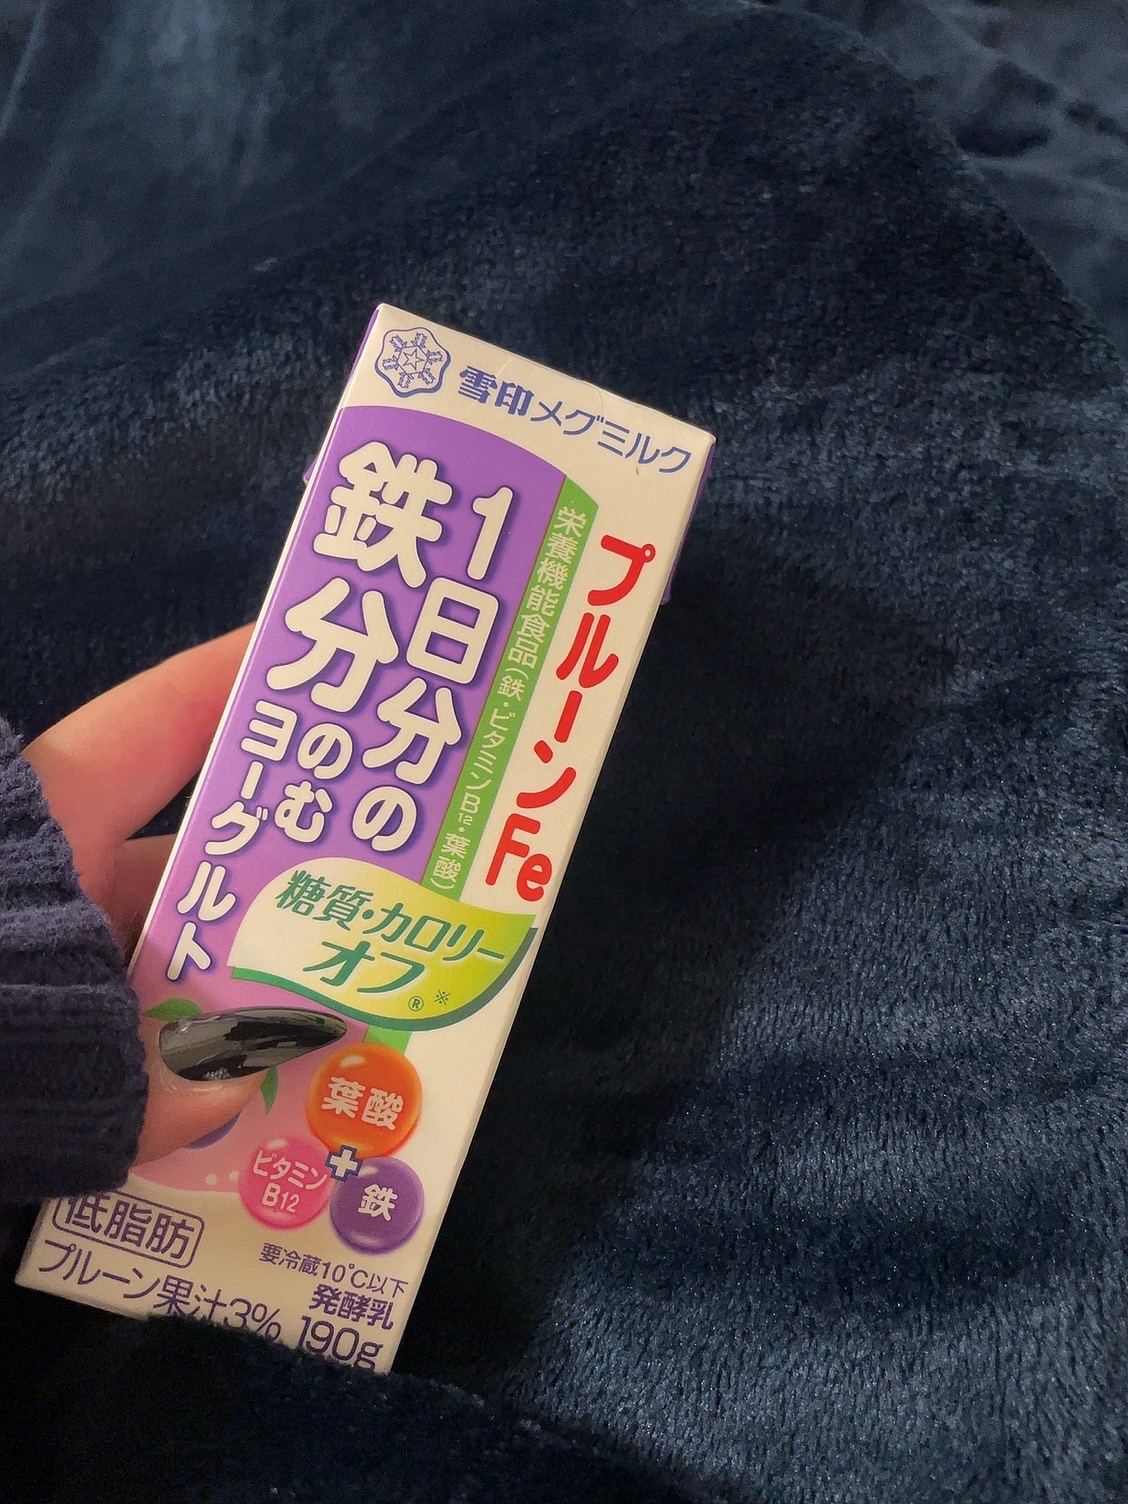 雪印メグミルク
プルーンFe
栄養機能食品(鉄・ビタミンB12・葉酸)
1日分の
鉄分のむ
ヨーグルト
糖質・カロリー
オフ®※
葉酸
+
ビタミン
B12
鉄
低脂肪
要冷蔵10℃以下
プルーン果汁3%
発酵乳
190g